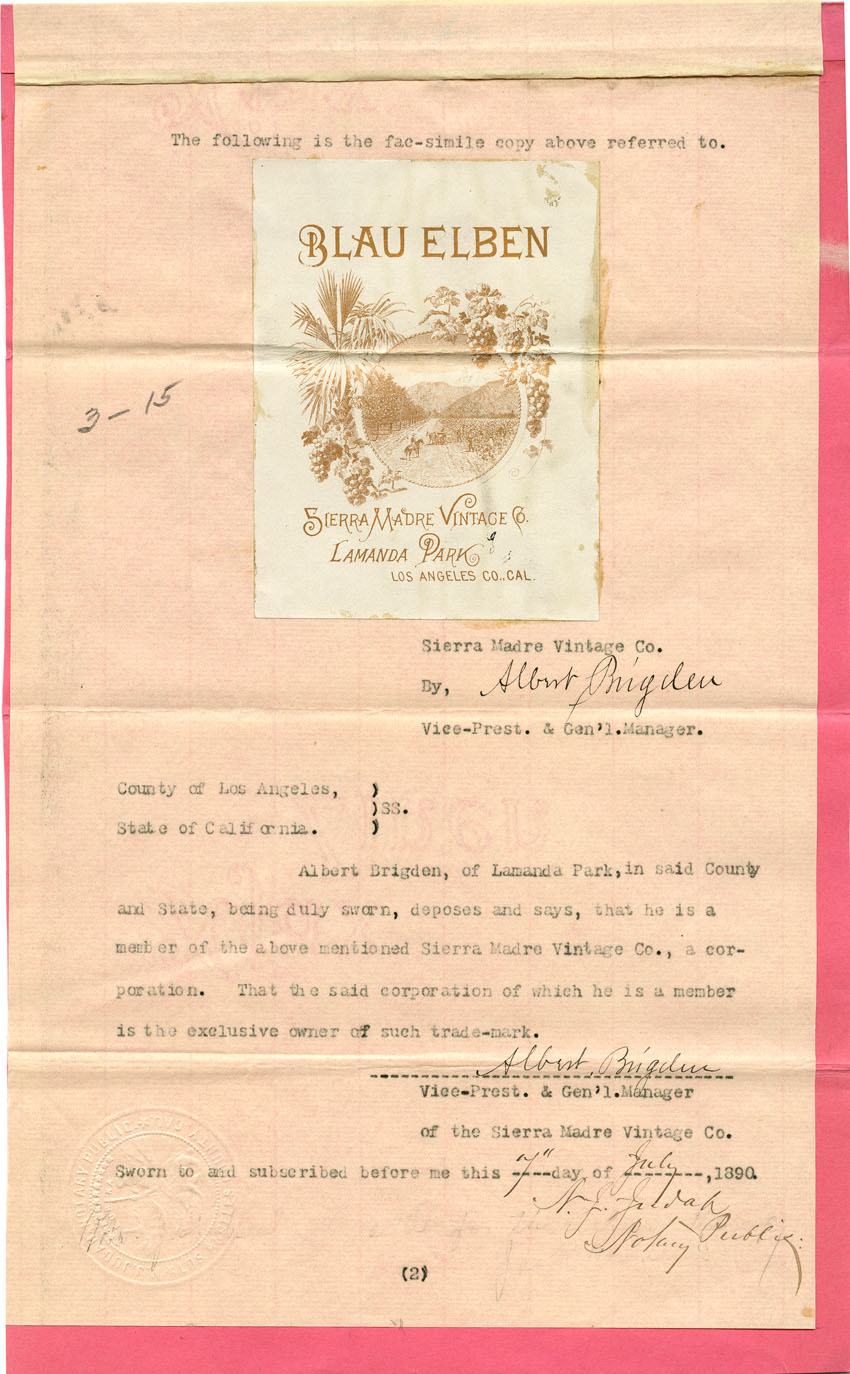 The following is the fac-simile copy above referred to.
BLAU ELBEN
3-15
SIERRA MADRE VINTAGE CO.
LAMANDA PARK
LOS ANGELES CO., CAL.
Sierra Madre Vintage Co.
By, Albert Brigden
Vice-Prest. & Gen'l.Manager.
County of Los Angeles, )
)SS.
State of California. )
Albert Brigden, of Lamanda Park, in said County
and State, being duly sworn, deposes and says, that he is a
member of the above mentioned Sierra Madre Vintage Co., a cor-
poration. That the said corporation of which he is a member
is the exclusive owner of such trade-mark.
Albert Brigden
Vice-Prest. & Gen'l.Manager
of the Sierra Madre Vintage Co.
Sworn to and subscribed before me this 7" day of July, 1890.
Notary Public
NOTARY PUBLIC
(2)